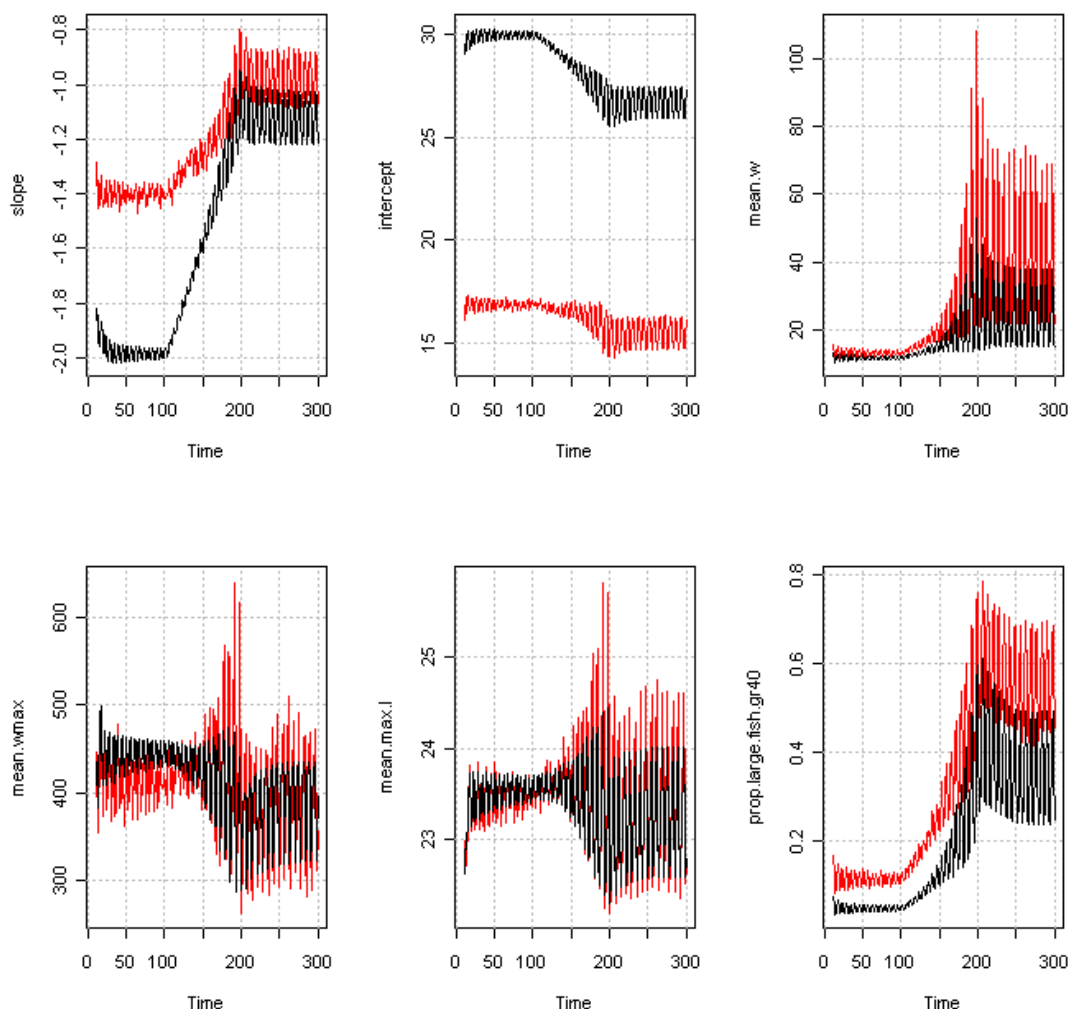 slope
-0.8
-1.0
-1.2
-1.4
-1.6
-1.8
-2.0
0 50 100 200 300
Time
intercept
30
25
20
15
0 50 100 200 300
Time
mean.w
100
80
60
40
20
0 50 100 200 300
Time
mean.wmax
600
500
400
300
0 50 100 200 300
Time
mean.max.l
25
24
23
0 50 100 200 300
Time
prop.large.fish.gr40
0.8
0.6
0.4
0.2
0 50 100 200 300
Time